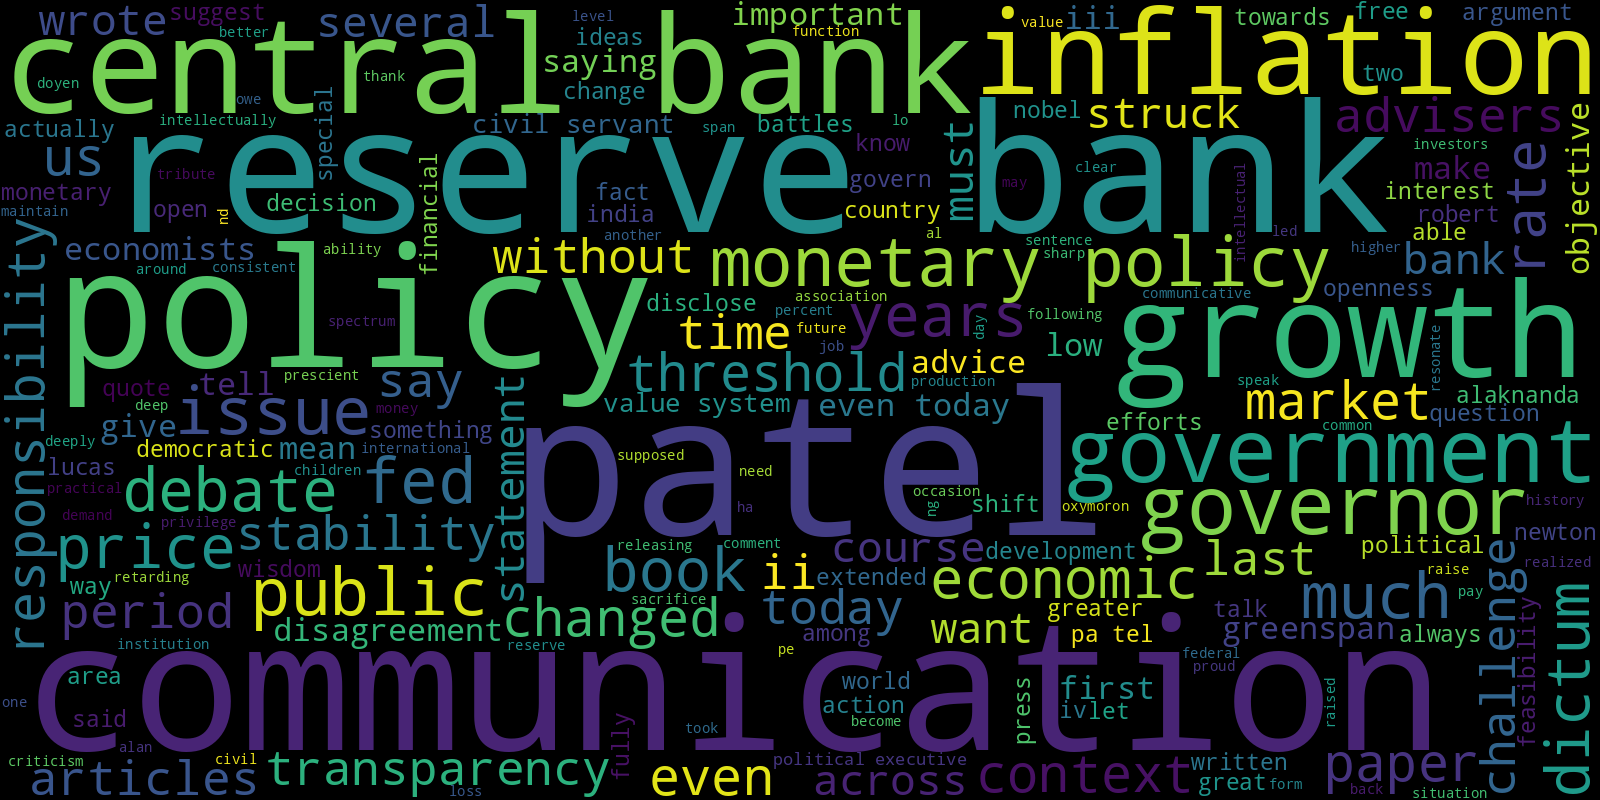 wrote suggest several level better ideas important function value iii towards free argument
central bank inflation
doyen thank saying change two
owe intellectually special civil servant span battles lo nobel struck advisers objective
actually us reserve bank know must clear investors rate
monetary tribute financial fact govern may intellectual make interest
maintain open nd decision india country robert able
responsibility economists ability another without al sentence sharp led higher bank
around consistent monetary policy
policy disclose association communicative openness
spectrum percent years day following growth
time future job low resonate
prescient threshold advice speak
quote tell say statement production market alaknanda
deep money value system even today efforts question
give issue something common
deeply democratic mean international patel government
lucas children fed supposed need
practical debate occasion ng shift oxymoron governor history
demand privilege ha newton
price stability releasing comment course development last political challenge
way retarding wisdom book ii extended economic raise realized
public sacrifice today much pay dictum
period changed greater talk feasibility
disagreement among want pa tel greenspan always
institution reserve pe federal
communication proud
area world press first
one said fully action iv let raised
took become
criticism alan civil political executive written
articles transparency loss even across context great form paper back situation